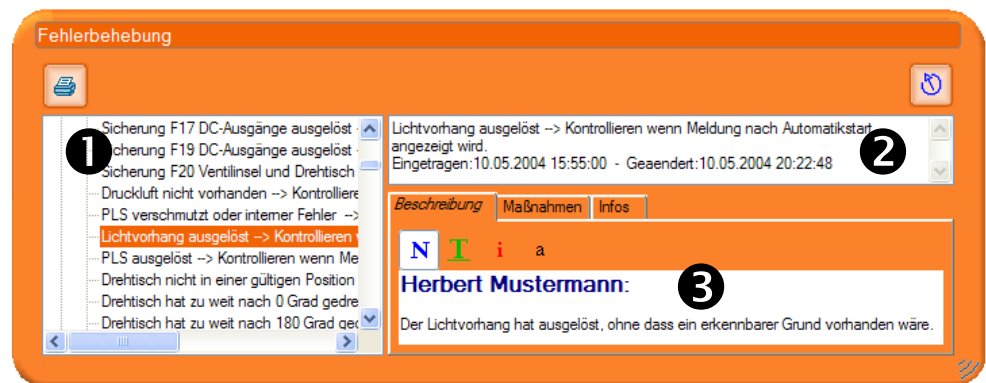 Fehlerbehebung
Sicherung F17 DC-Ausgänge ausgelöst -
Sicherung F19 DC-Ausgänge ausgelöst -
Sicherung F20 Ventilinsel und Drehtisch
Druckluft nicht vorhanden --> Kontrolliere
PLS verschmutzt oder interner Fehler -->
Lichtvorhang ausgelöst --> Kontrollieren
PLS ausgelöst --> Kontrollieren wenn Me
Drehtisch nicht in einer gültigen Position
Drehtisch hat zu weit nach 0 Grad gedre
Drehtisch hat zu weit nach 180 Grad ged
1
Lichtvorhang ausgelöst --> Kontrollieren wenn Meldung nach Automatikstart
angezeigt wird.
Eingetragen:10.05.2004 15:55:00 - Geaendert:10.05.2004 20:22:48
2
Beschreibung Maßnahmen Infos
N T i a
Herbert Mustermann:
3
Der Lichtvorhang hat ausgelöst, ohne dass ein erkennbarer Grund vorhanden wäre.